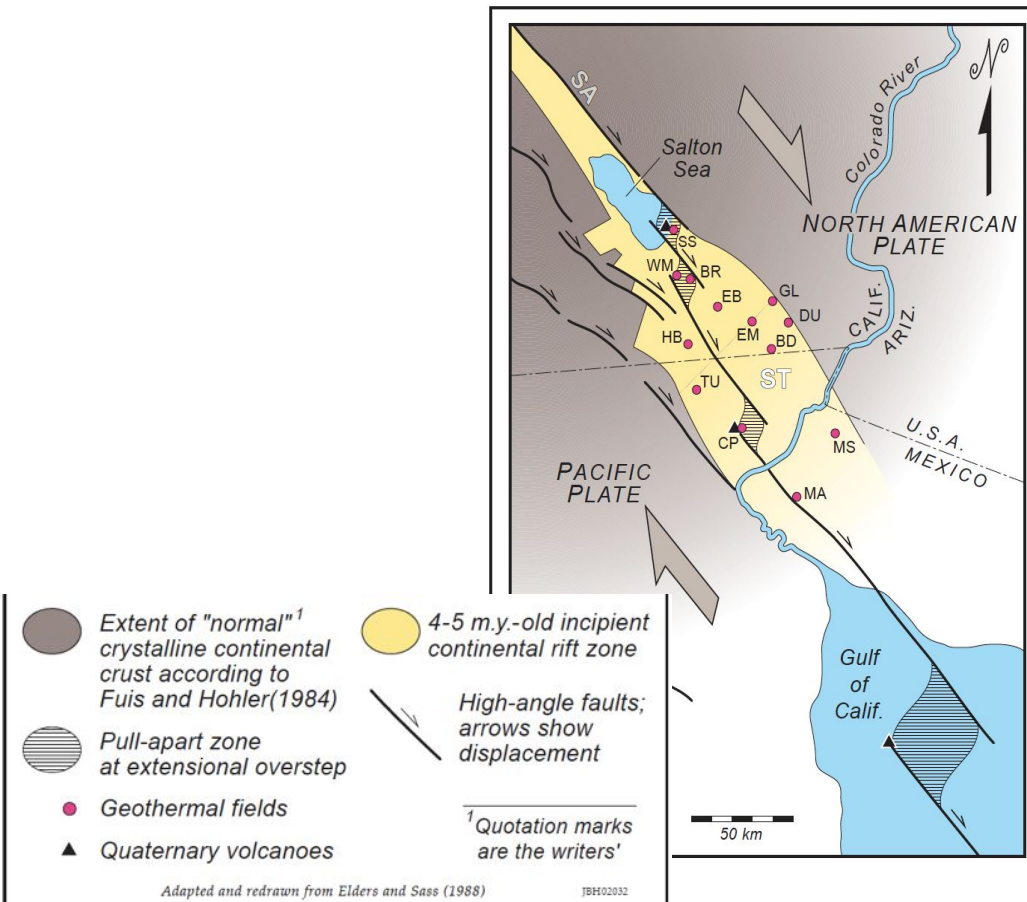 N
SA
Salton
Sea
Colorado River
NORTH AMERICAN
PLATE
SS
WM
BR
EB
GL
EM
DU
HB
BD
CALIF.
ARIZ.
TU
ST
CP
MS
U.S.A.
MEXICO
PACIFIC
PLATE
MA
Gulf
of
Calif.
50 km
Extent of "normal"1
crystalline continental
crust according to
Fuis and Hohler(1984)
Pull-apart zone
at extensional overstep
Geothermal fields
Quaternary volcanoes
4-5 m.y.-old incipient
continental rift zone
High-angle faults;
arrows show
displacement
1Quotation marks
are the writers'
Adapted and redrawn from Elders and Sass (1988)
JBH02032